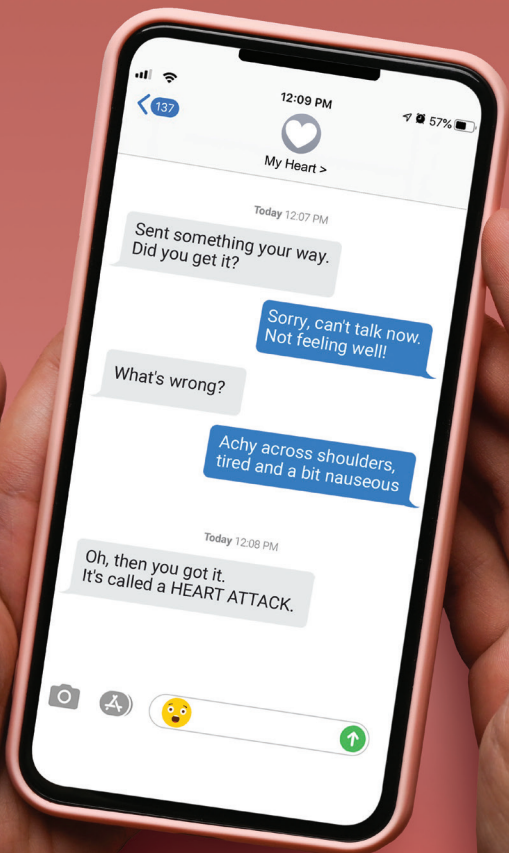 12:09 PM
57%
137
My Heart >
Today 12:07 PM
Sent something your way.
Did you get it?
Sorry, can't talk now.
Not feeling well!
What's wrong?
Achy across shoulders,
tired and a bit nauseous
Today 12:08 PM
Oh, then you got it.
It's called a HEART ATTACK.